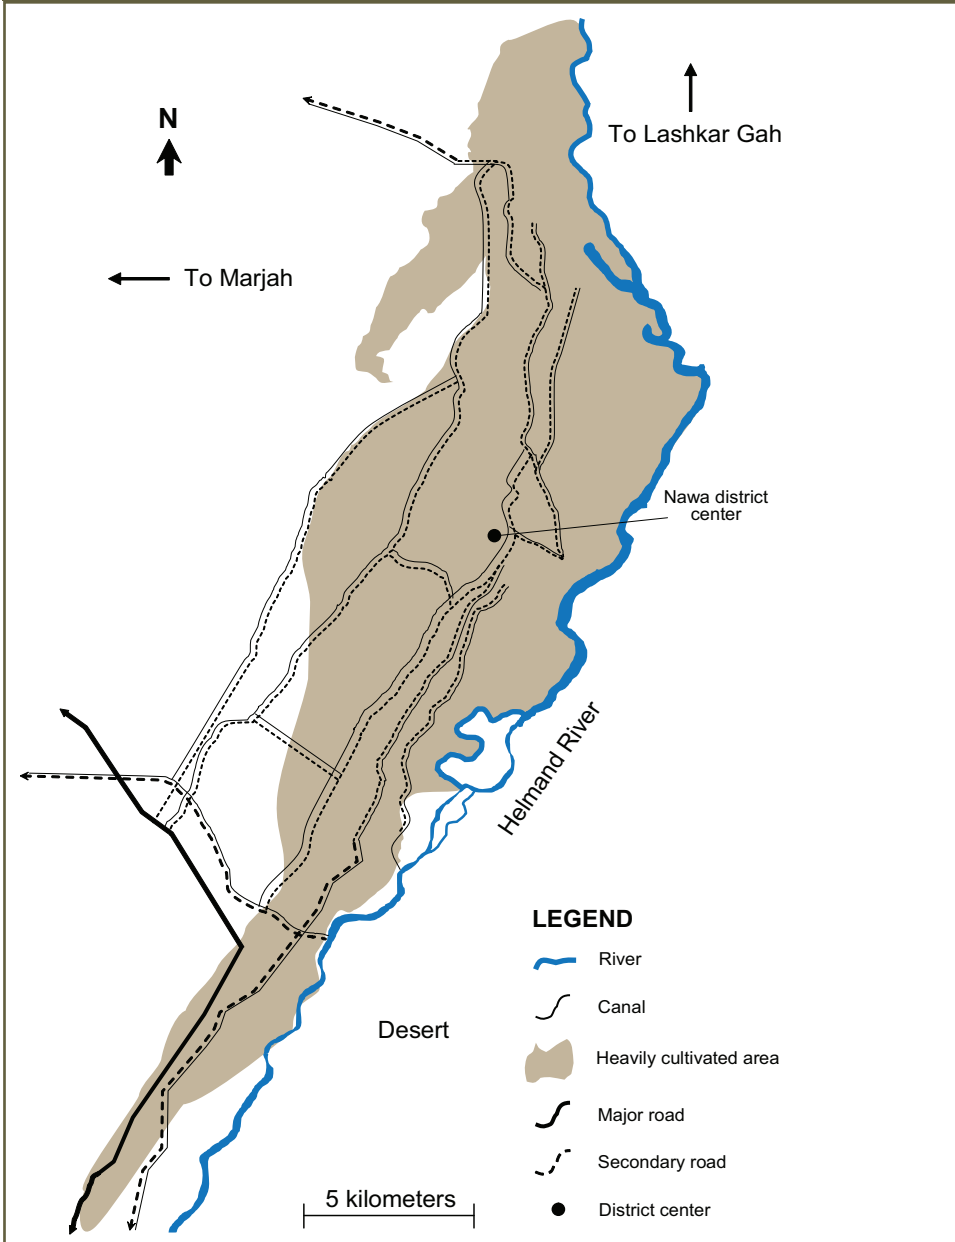 N
To Lashkar Gah
To Marjah
Nawa district
center
Helmand River
LEGEND
River
Canal
Desert
Heavily cultivated area
Major road
Secondary road
5 kilometers
District center